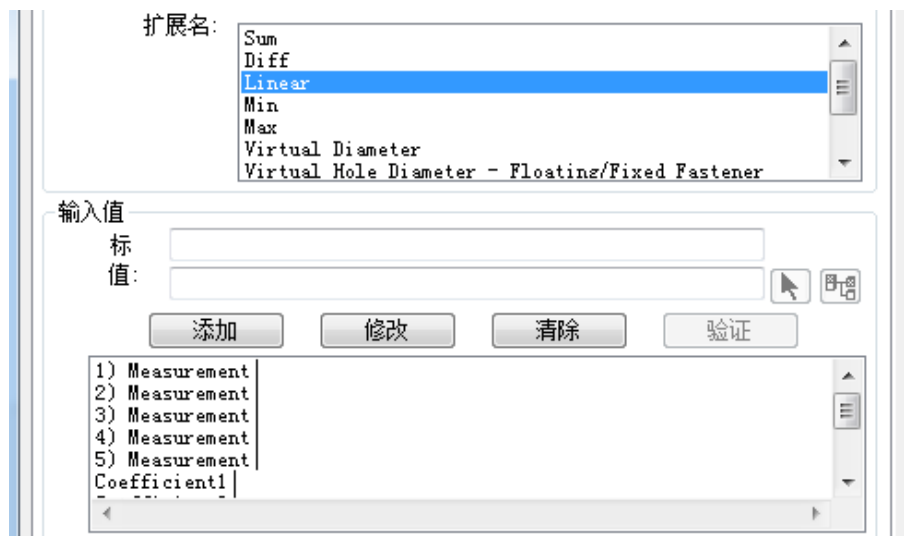 扩展名:
Sum
Diff
Linear
Min
Max
Virtual Diameter
Virtual Hole Diameter - Floating/Fixed Fastener
输入值
标
值:
添加 修改 清除 验证
1) Measurement|
2) Measurement|
3) Measurement|
4) Measurement|
5) Measurement|
Coefficient1|